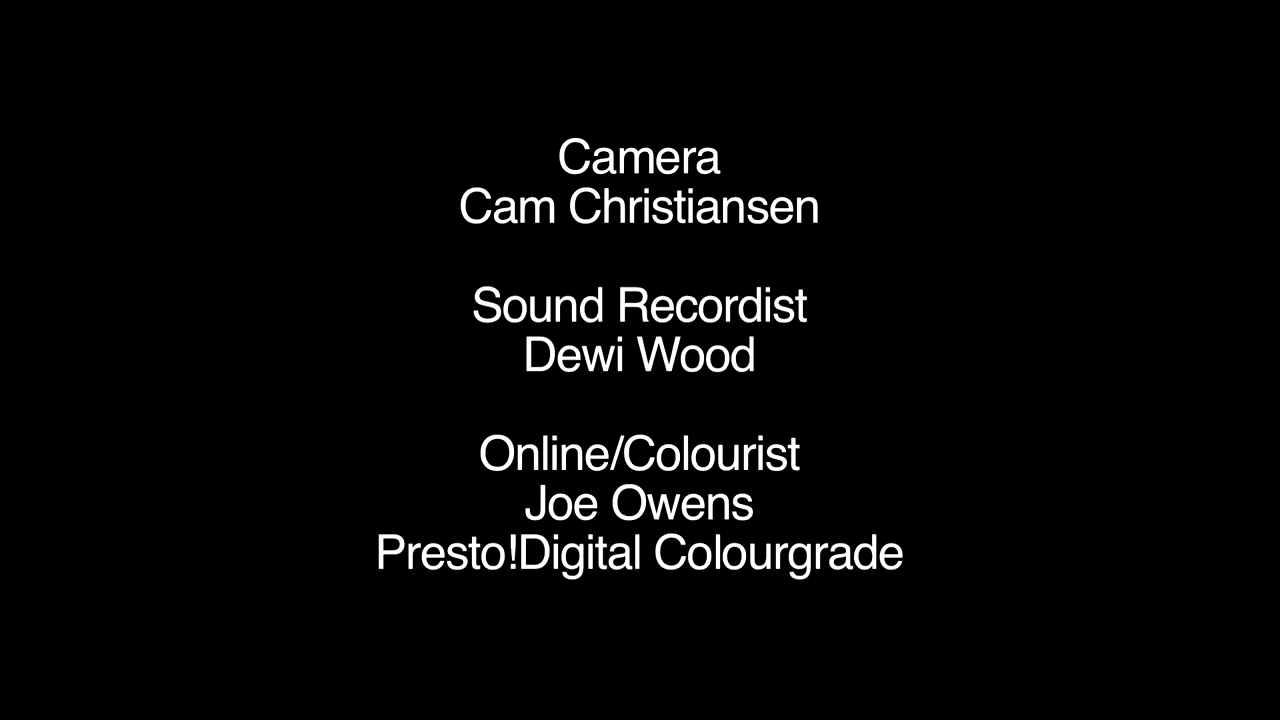 Camera
Cam Christiansen
Sound Recordist
Dewi Wood
Online/Colourist
Joe Owens
Presto!Digital Colourgrade